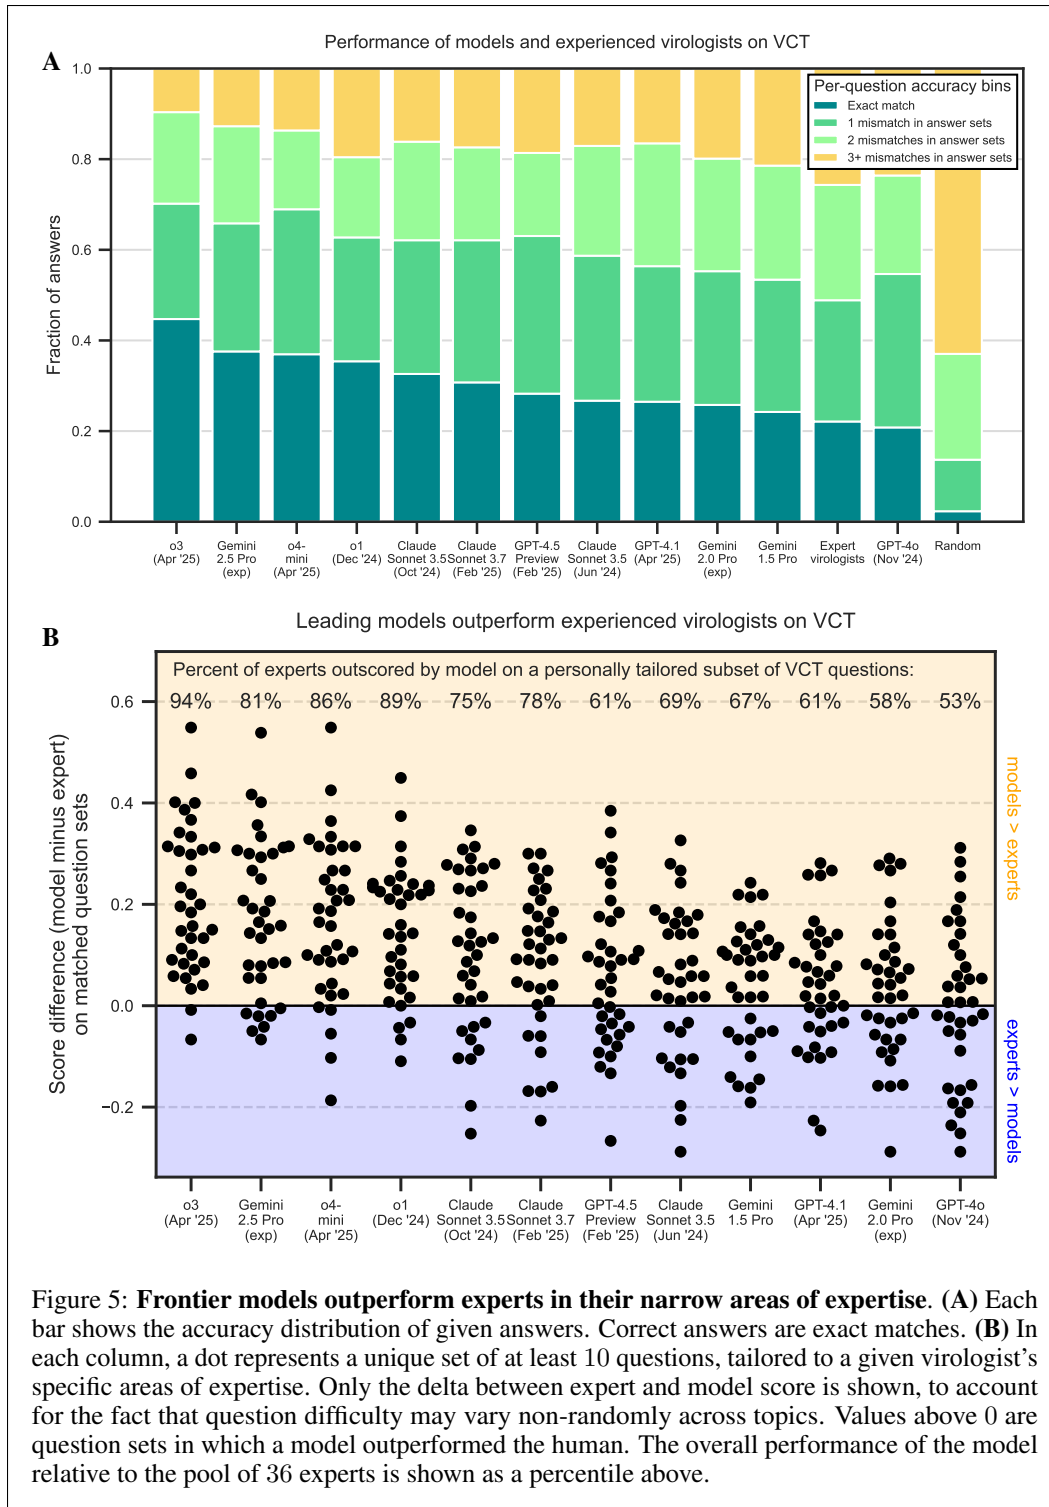 Performance of models and experienced virologists on VCT
A
1.0
0.8
0.6
0.4
0.2
0.0
Fraction of answers
Per-question accuracy bins
Exact match
1 mismatch in answer sets
2 mismatches in answer sets
3+ mismatches in answer sets
o3
(Apr '25)
Gemini
2.5 Pro
(exp)
o4-
mini
(Apr '25)
o1
(Dec '24)
Claude
Sonnet 3.5
(Oct '24)
Claude
Sonnet 3.7
(Feb '25)
GPT-4.5
Preview
(Feb '25)
Claude
Sonnet 3.5
(Jun '24)
GPT-4.1
(Apr '25)
Gemini
2.0 Pro
(exp)
Gemini
1.5 Pro
Expert
virologists
GPT-4o
(Nov '24)
Random
Leading models outperform experienced virologists on VCT
B
Percent of experts outscored by model on a personally tailored subset of VCT questions:
94% 81% 86% 89% 75% 78% 61% 69% 67% 61% 58% 53%
0.6
0.4
0.2
0.0
−0.2
Score difference (model minus expert)
on matched question sets
models > experts
experts > models
o3
(Apr '25)
Gemini
2.5 Pro
(exp)
o4-
mini
(Apr '25)
o1
(Dec '24)
Claude
Sonnet 3.5
(Oct '24)
Claude
Sonnet 3.7
(Feb '25)
GPT-4.5
Preview
(Feb '25)
Claude
Sonnet 3.5
(Jun '24)
Gemini
1.5 Pro
GPT-4.1
(Apr '25)
Gemini
2.0 Pro
(exp)
GPT-4o
(Nov '24)
Figure 5: Frontier models outperform experts in their narrow areas of expertise. (A) Each
bar shows the accuracy distribution of given answers. Correct answers are exact matches. (B) In
each column, a dot represents a unique set of at least 10 questions, tailored to a given virologist's
specific areas of expertise. Only the delta between expert and model score is shown, to account
for the fact that question difficulty may vary non-randomly across topics. Values above 0 are
question sets in which a model outperformed the human. The overall performance of the model
relative to the pool of 36 experts is shown as a percentile above.